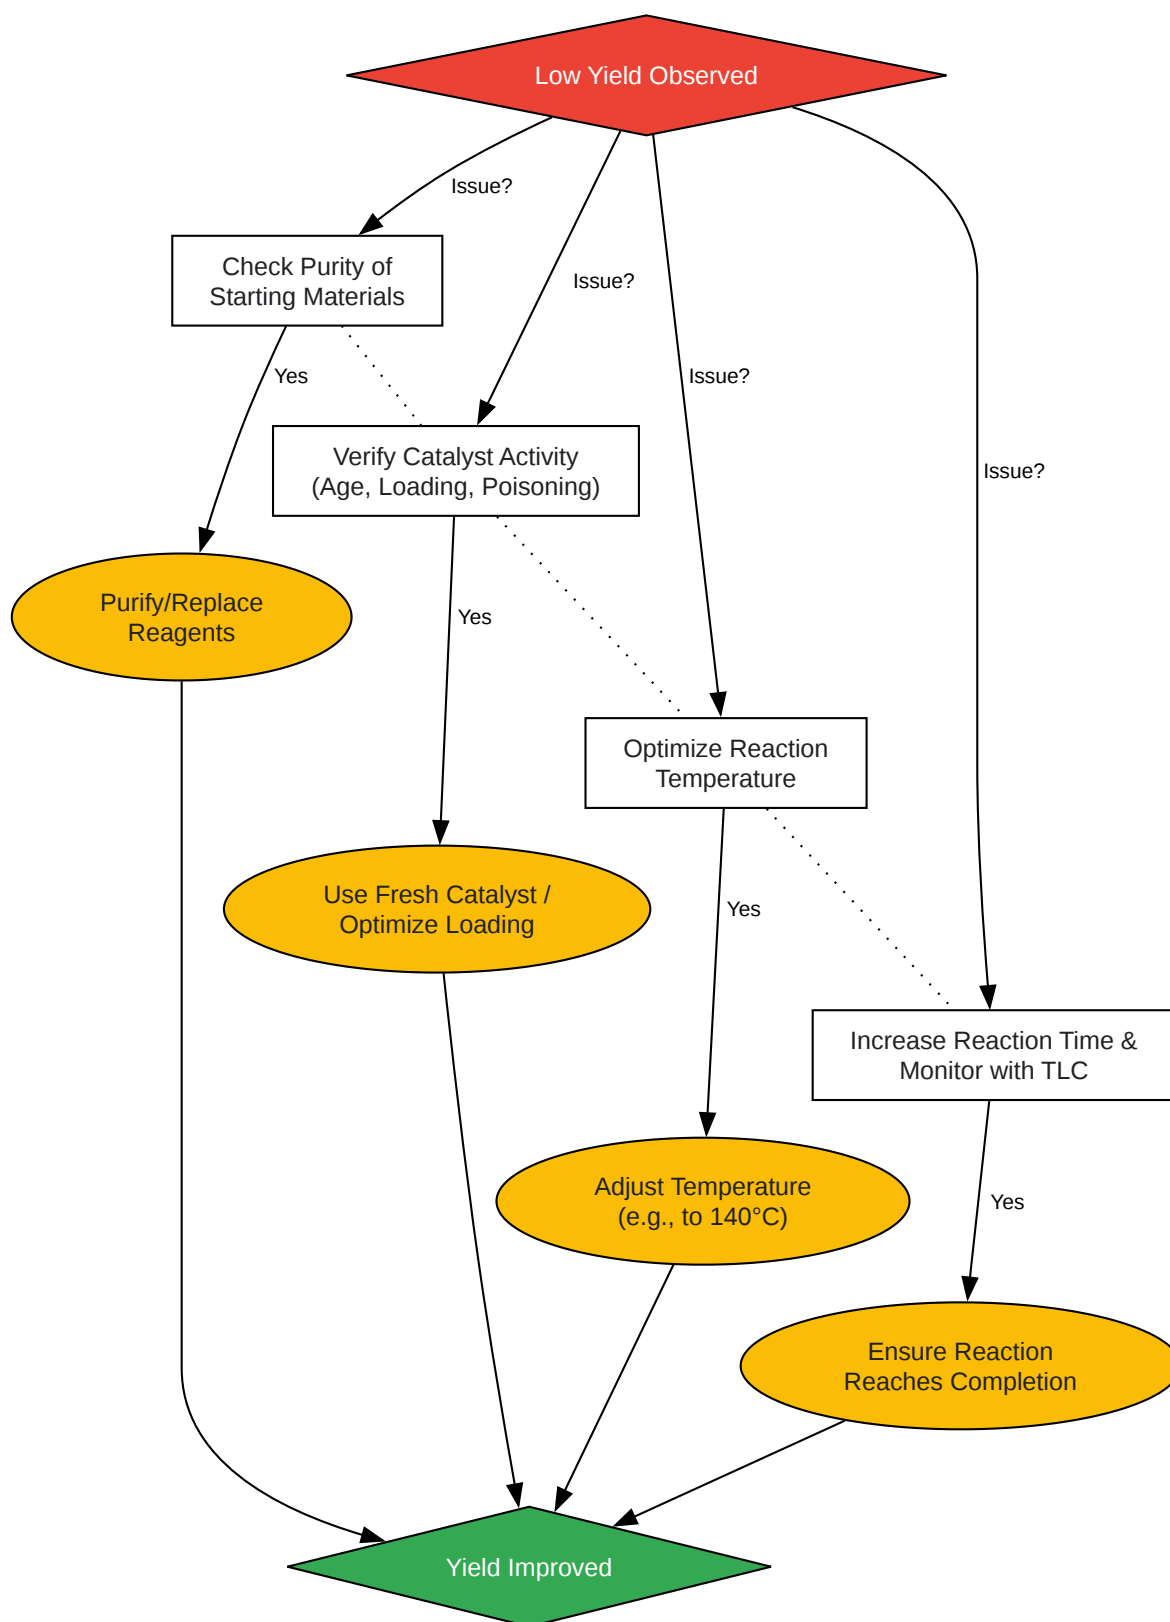 Low Yield Observed
Issue?
Check Purity of
Starting Materials
Issue?
Yes
Issue?
Verify Catalyst Activity
(Age, Loading, Poisoning)
Issue?
Purify/Replace
Reagents
Yes
Optimize Reaction
Temperature
Use Fresh Catalyst /
Optimize Loading
Yes
Increase Reaction Time &
Monitor with TLC
Adjust Temperature
(e.g., to 140°C)
Yes
Ensure Reaction
Reaches Completion
Yield Improved